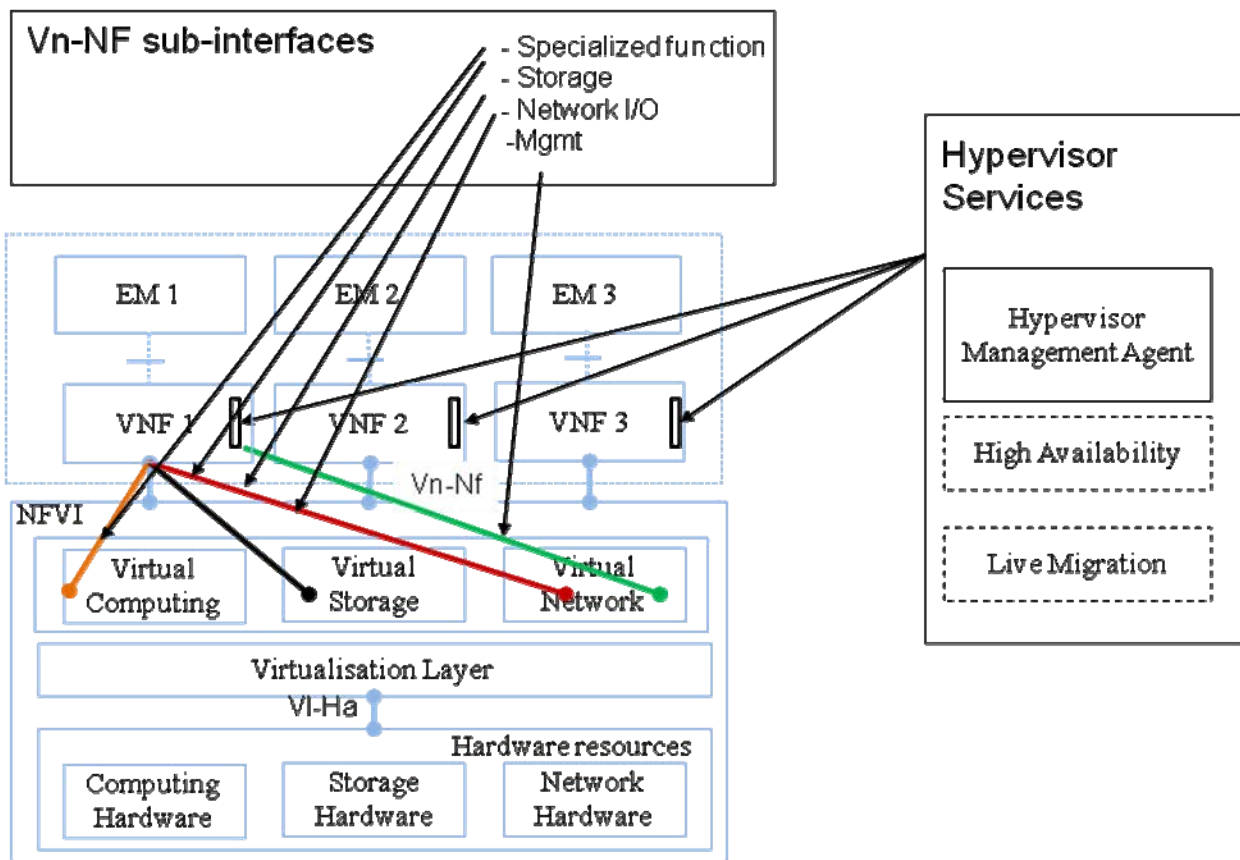 Vn-NF sub-interfaces
- Specialized function
- Storage
- Network I/O
-Mgmt
Hypervisor
Services
Hypervisor
Management Agent
High Availability
Live Migration
EM 1
EM 2
EM 3
VNF 1
VNF 2
VNF 3
Vn-Nf
NFVI
Virtual
Computing
Virtual
Storage
Virtual
Network
Virtualisation Layer
VI-Ha
Hardware resources
Computing
Hardware
Storage
Hardware
Network
Hardware